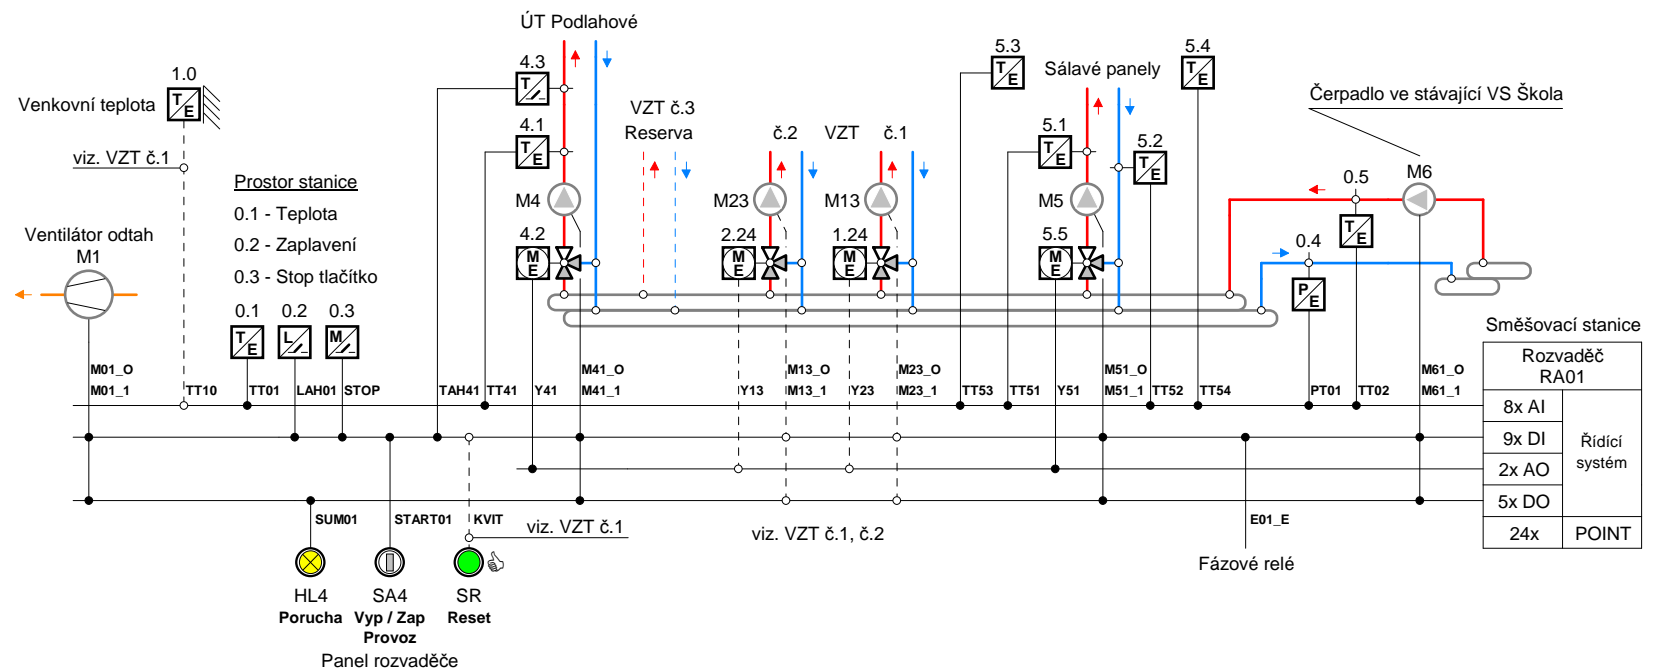 ÚT Podlahové
1.0
Venkovní teplota
T
E
viz. VZT č.1
Prostor stanice
0.1 - Teplota
0.2 - Zaplavení
0.3 - Stop tlačítko
Ventilátor odtah
M1
0.1
0.2
0.3
T
E
L
M
4.3
T
4.1
T
E
M4
4.2
M
E
VZT č.3
Reserva
č.2
VZT
č.1
M23
M13
2.24
M
E
1.24
M
E
5.3
T
E
Sálavé panely
5.4
T
E
5.1
T
E
5.2
T
E
M5
5.5
M
E
Čerpadlo ve stávající VS Škola
M6
0.5
T
E
0.4
P
E
M01_O
M01_1
TT10
TT01
LAH01
STOP
TAH41
TT41
Y41
M41_O
M41_1
Y13
M13_O
M13_1
Y23
M23_O
M23_1
TT53
TT51
Y51
M51_O
M51_1
TT52
TT54
PT01
TT02
M61_O
M61_1
Směšovací stanice
Rozvaděč
RA01
8x AI
9x DI
2x AO
5x DO
Řídící
systém
24x
POINT
SUM01
START01
KVIT
viz. VZT č.1
viz. VZT č.1, č.2
E01_E
Fázové relé
HL4
Porucha
SA4
Vyp / Zap
Provoz
SR
Reset
Panel rozvaděče